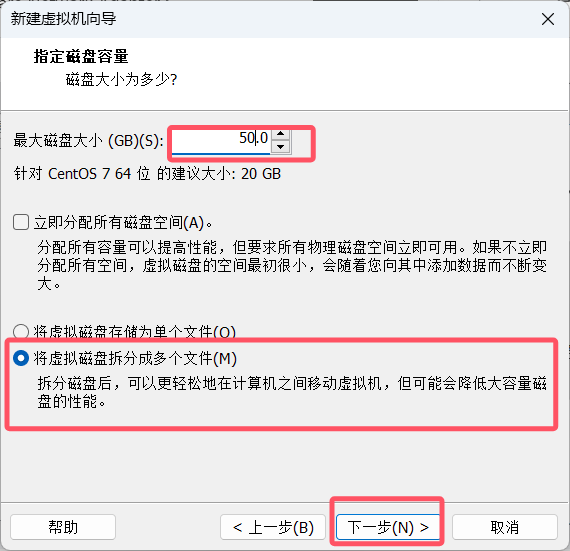 新建虚拟机向导
指定磁盘容量
磁盘大小为多少?
最大磁盘大小 (GB)(S): 50.0
针对 CentOS 7 64 位 的建议大小: 20 GB
立即分配所有磁盘空间(A)。
分配所有容量可以提高性能，但要求所有物理磁盘空间立即可用。如果不立即
分配所有空间，虚拟磁盘的空间最初很小，会随着您向其中添加数据而不断变
大。
将虚拟磁盘存储为单个文件(O)
将虚拟磁盘拆分成多个文件(M)
拆分磁盘后，可以更轻松地在计算机之间移动虚拟机，但可能会降低大容量磁
盘的性能。
帮助 < 上一步(B) 下一步(N) > 取消